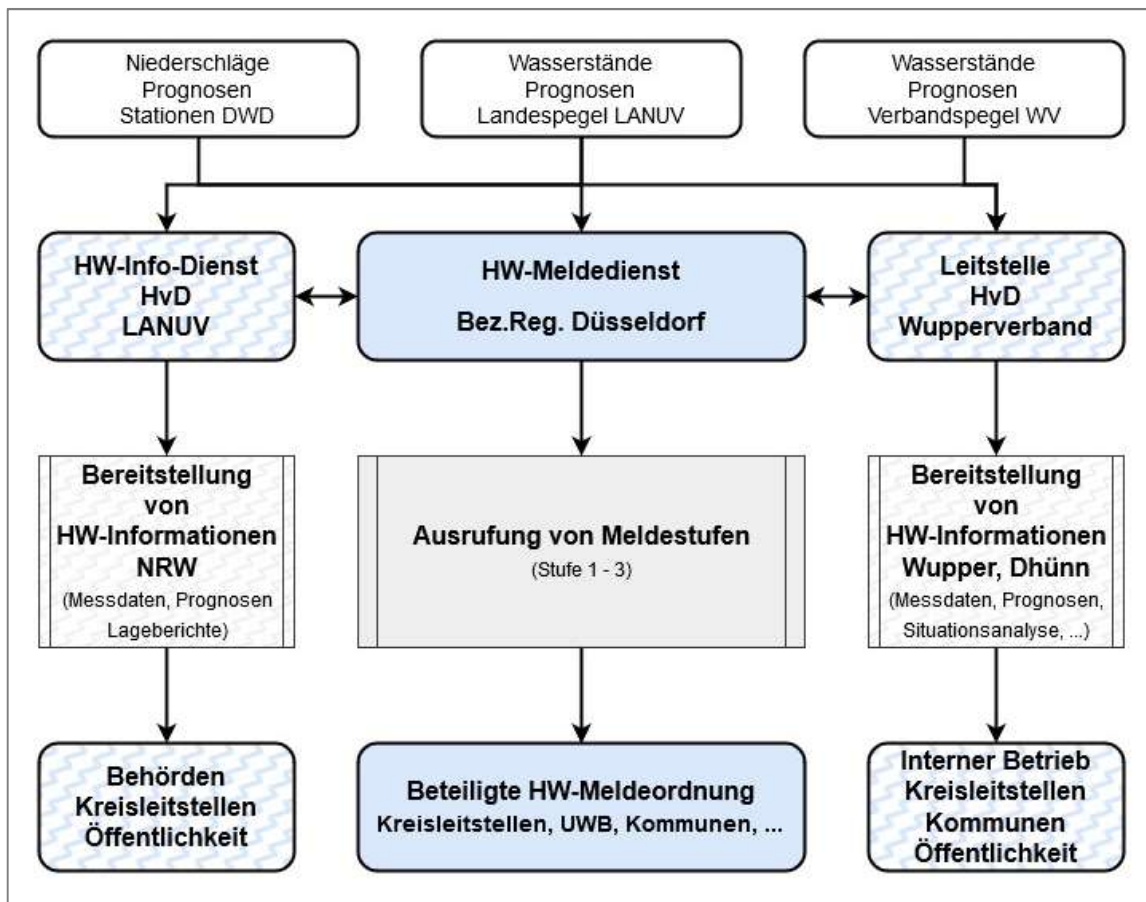 Niederschläge
Prognosen
Stationen DWD
Wasserstände
Prognosen
Landespegel LANUV
Wasserstände
Prognosen
Verbandspegel WV
HW-Info-Dienst
HvD
LANUV
HW-Meldedienst
Bez.Reg. Düsseldorf
Leitstelle
HvD
Wupperverband
Bereitstellung
von
HW-Informationen
NRW
(Messdaten, Prognosen
Lageberichte)
Ausrufung von Meldestufen
(Stufe 1 - 3)
Bereitstellung
von
HW-Informationen
Wupper, Dhünn
(Messdaten, Prognosen,
Situationsanalyse, ...)
Behörden
Kreisleitstellen
Öffentlichkeit
Beteiligte HW-Meldeordnung
Kreisleitstellen, UWB, Kommunen, ...
Interner Betrieb
Kreisleitstellen
Kommunen
Öffentlichkeit